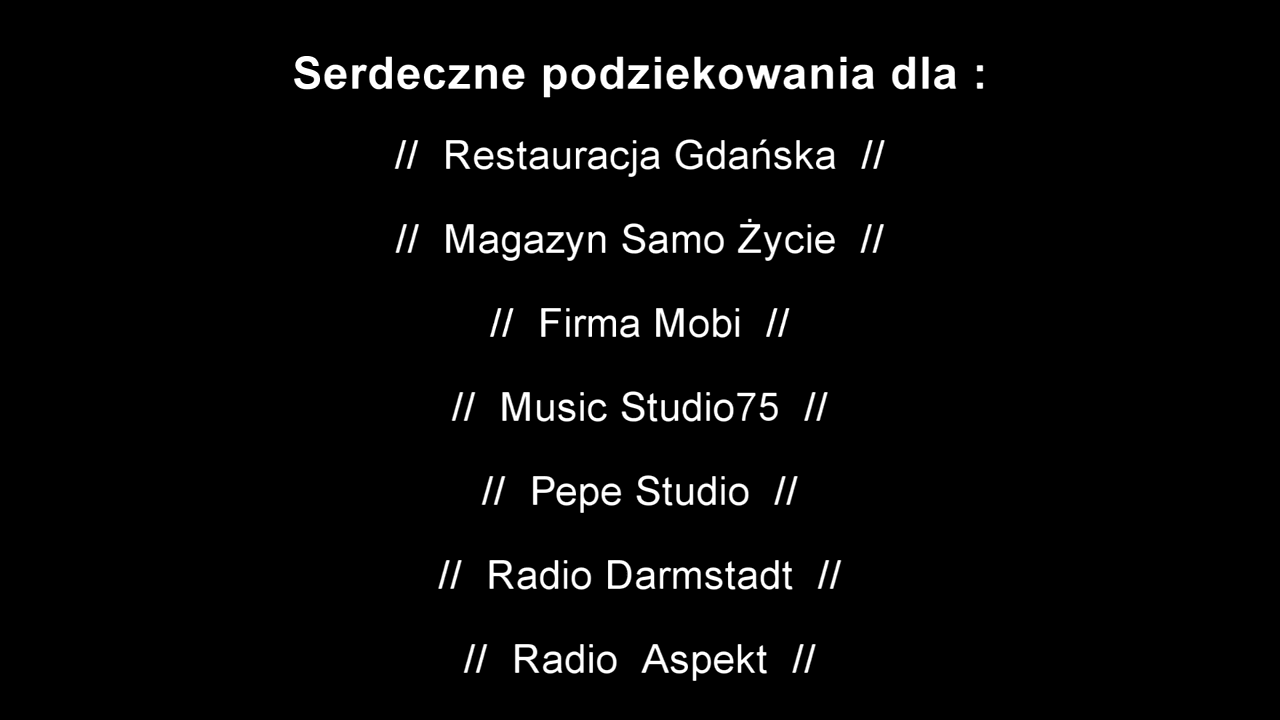 Serdeczne podziekowania dla :
// Restauracja Gdańska //
// Magazyn Samo Życie //
// Firma Mobi //
// Music Studio75 //
// Pepe Studio //
// Radio Darmstadt //
// Radio Aspekt //